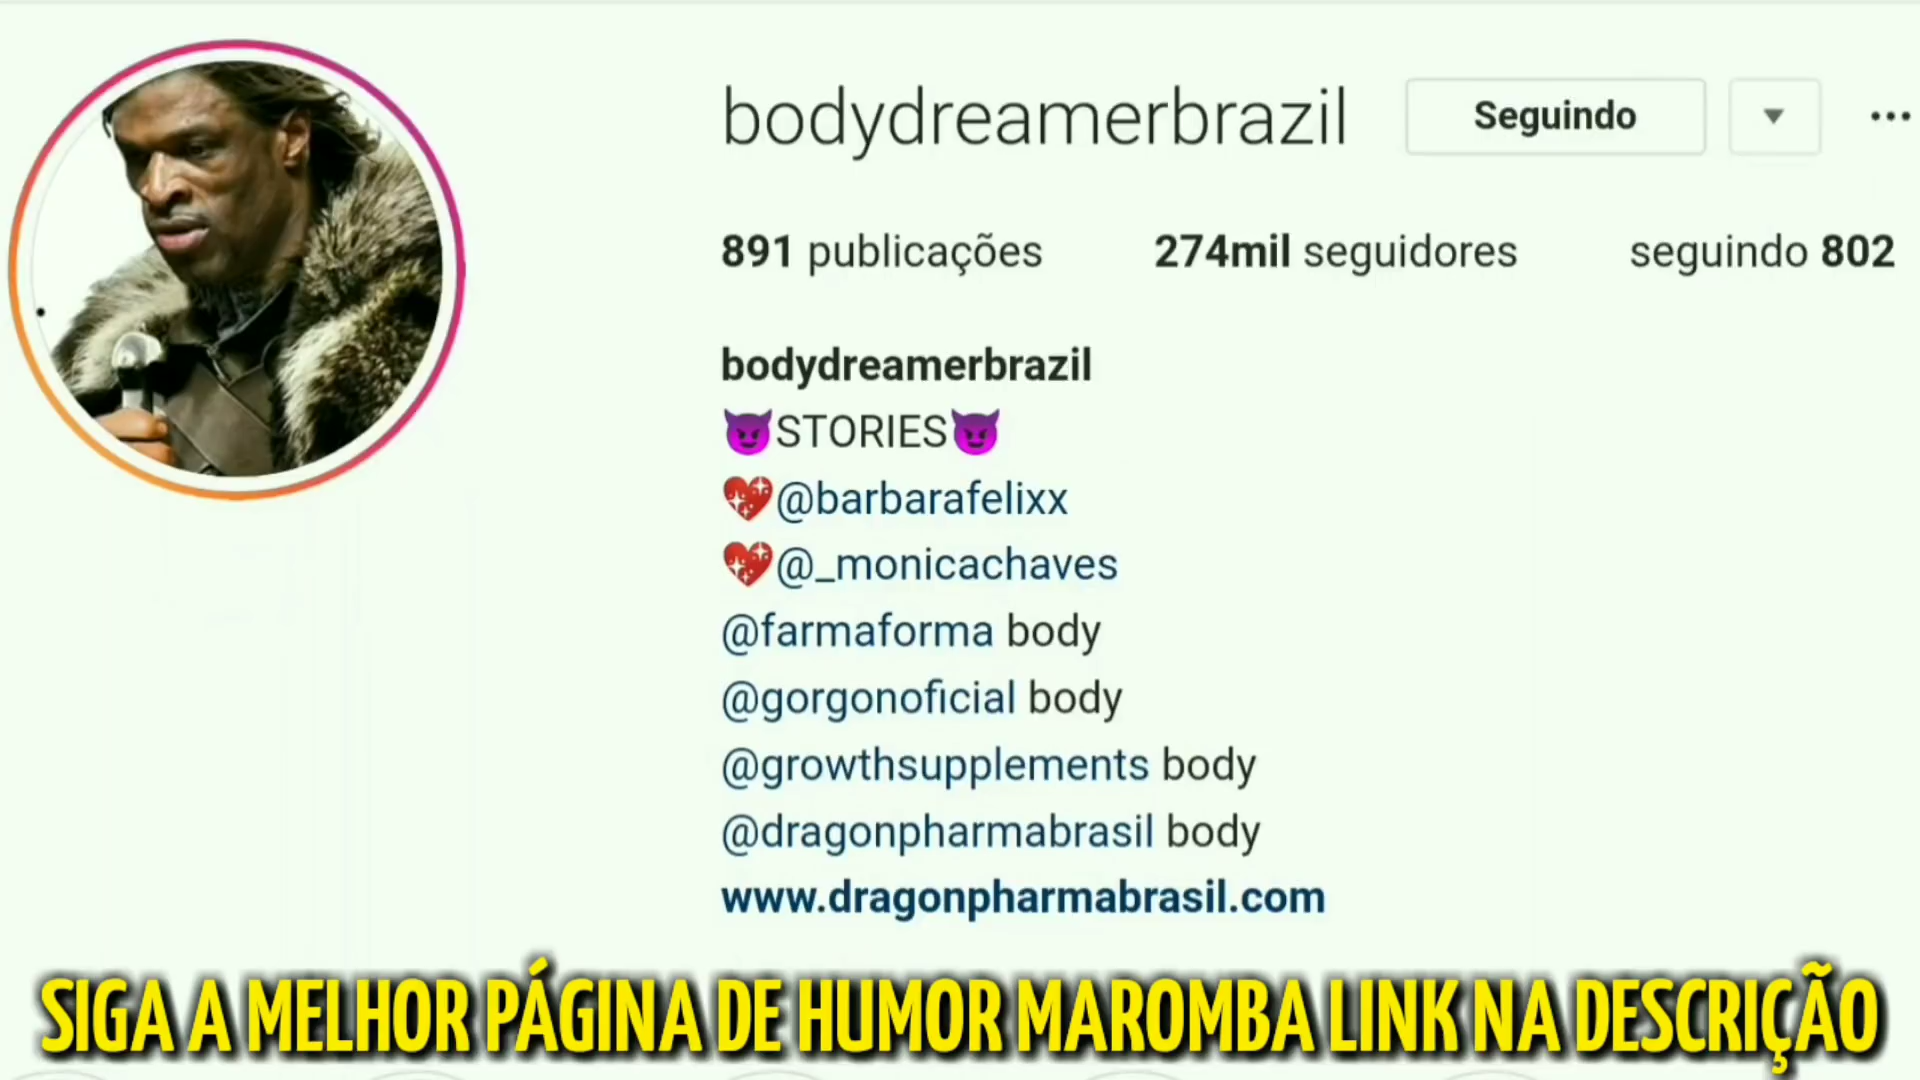 bodydreamerbrazil Seguindo ▼ ...
891 publicações 274mil seguidores seguindo 802
bodydreamerbrazil
😈STORIES😈
💖@barbarafelixx
💖@_monicachaves
@farmaforma body
@gorgonoficial body
@growthsupplements body
@dragonpharmabrasil body
www.dragonpharmabrasil.com
SIGA A MELHOR PÁGINA DE HUMOR MAROMBA LINK NA DESCRIÇÃO